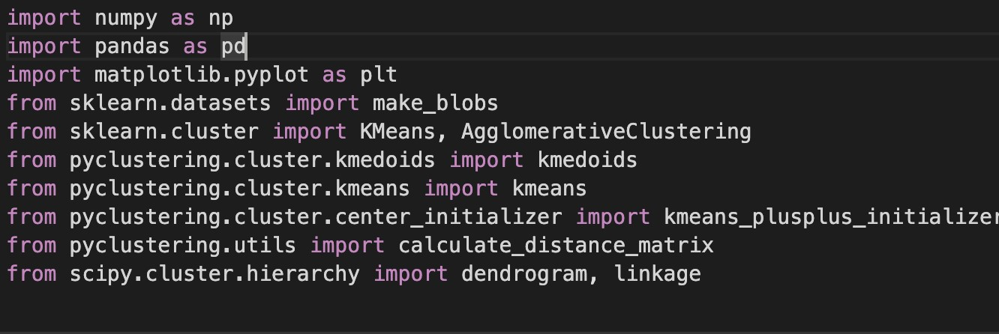 import numpy as np
import pandas as pd
import matplotlib.pyplot as plt
from sklearn.datasets import make_blobs
from sklearn.cluster import KMeans, AgglomerativeClustering
from pyclustering.cluster.kmedoids import kmedoids
from pyclustering.cluster.kmeans import kmeans
from pyclustering.cluster.center_initializer import kmeans_plusplus_initializer
from pyclustering.utils import calculate_distance_matrix
from scipy.cluster.hierarchy import dendrogram, linkage